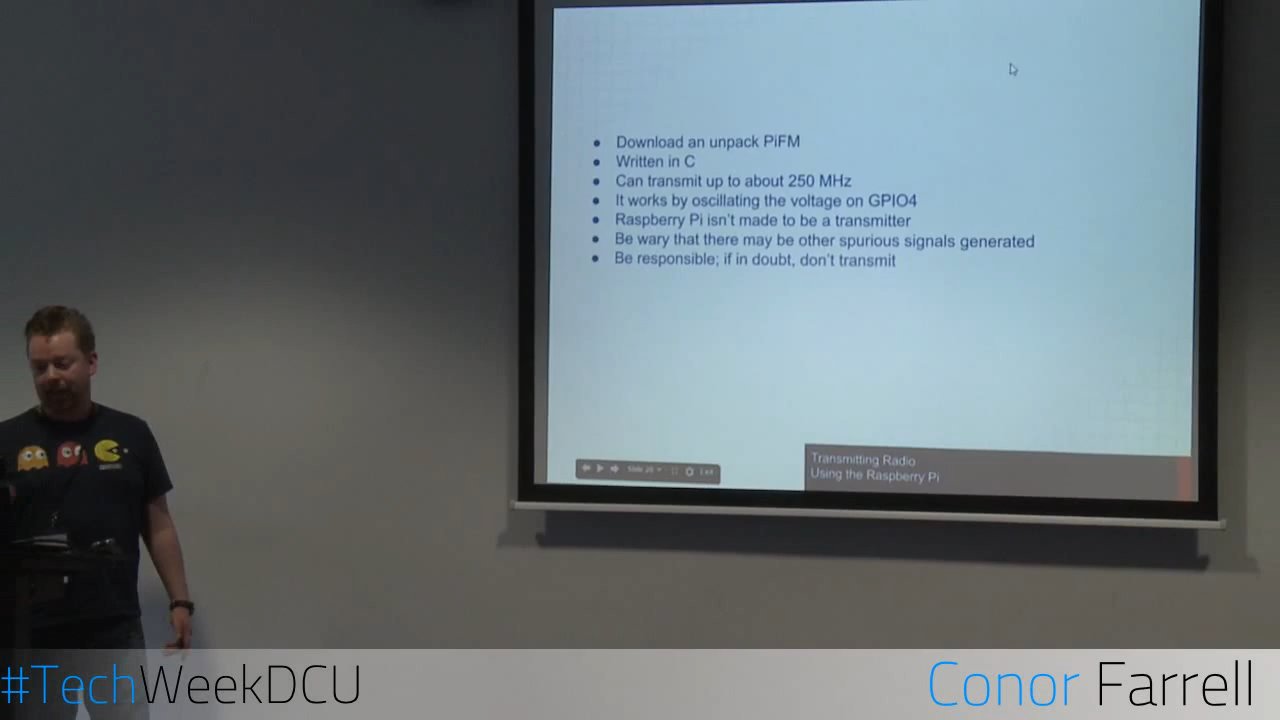 Download an unpack PiFM
Written in C
Can transmit up to about 250 MHz
It works by oscillating the voltage on GPIO4
Raspberry Pi isn't made to be a transmitter
Be wary that there may be other spurious signals generated
Be responsible; if in doubt, don't transmit
Transmitting Radio
Using the Raspberry Pi
#TechWeekDCU
Conor Farrell